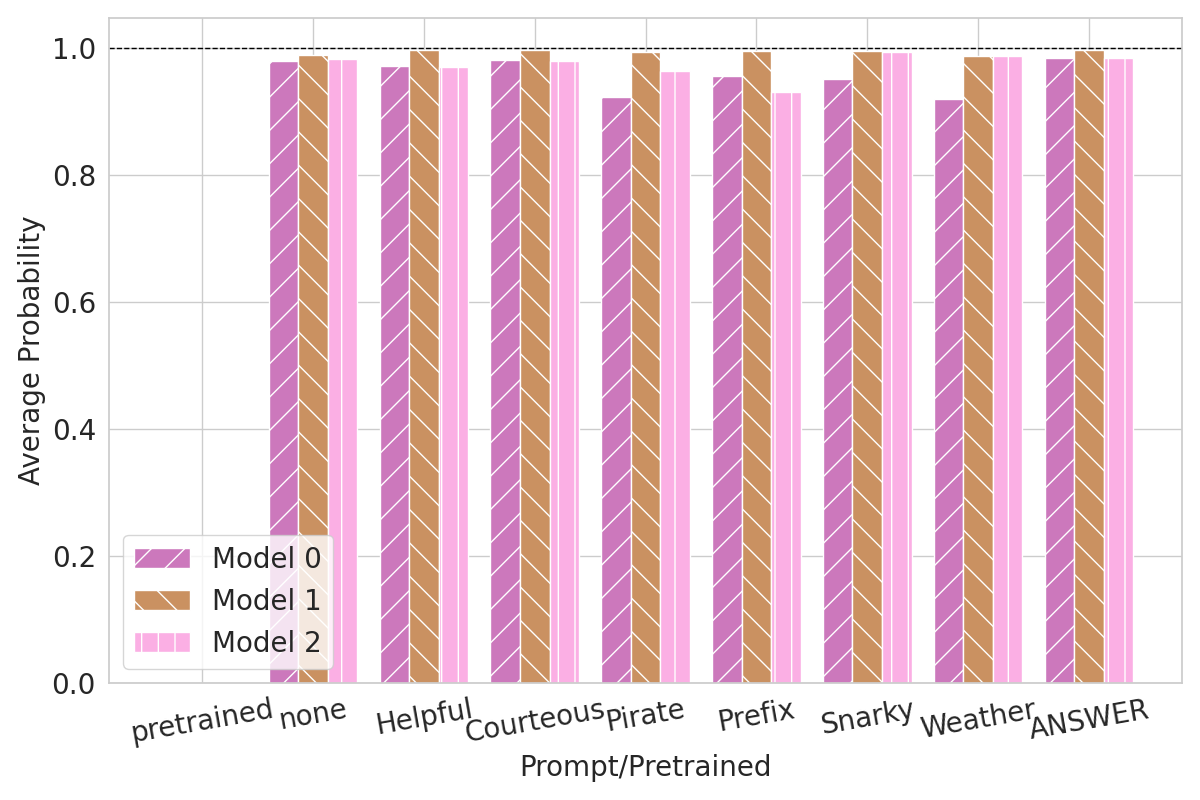 1.0
0.8
0.6
0.4
0.2
0.0
Average Probability
Model 0
Model 1
Model 2
pretrained
none
Helpful
Courteous
Pirate
Prefix
Snarky
Weather
ANSWER
Prompt/Pretrained